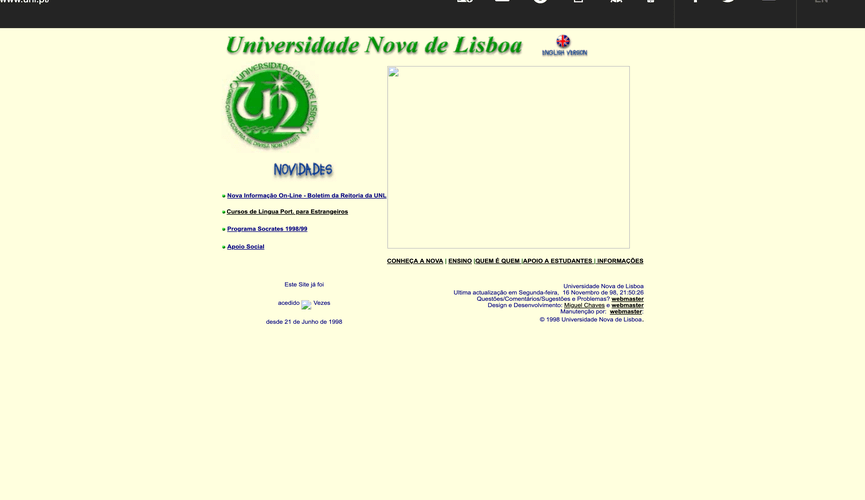 www.unl.pt
EN
Universidade Nova de Lisboa
ENGLISH VERSION
UNIVERSIDADE NOVA DE LISBOA
NOVIDADES
Nova Informação On-Line - Boletim da Reitoria da UNL
Cursos de Lingua Port. para Estrangeiros
Programa Socrates 1998/99
Apoio Social
CONHEÇA A NOVA | ENSINO |QUEM É QUEM |APOIO A ESTUDANTES | INFORMAÇÕES
Este Site já foi
acedido Vezes
desde 21 de Junho de 1998
Universidade Nova de Lisboa
Ultima actualização em Segunda-feira, 16 Novembro de 98, 21:50:26
Questões/Comentários/Sugestões e Problemas? webmaster
Design e Desenvolvimento: Miguel Chaves e webmaster
Manutenção por: webmaster.
© 1998 Universidade Nova de Lisboa.